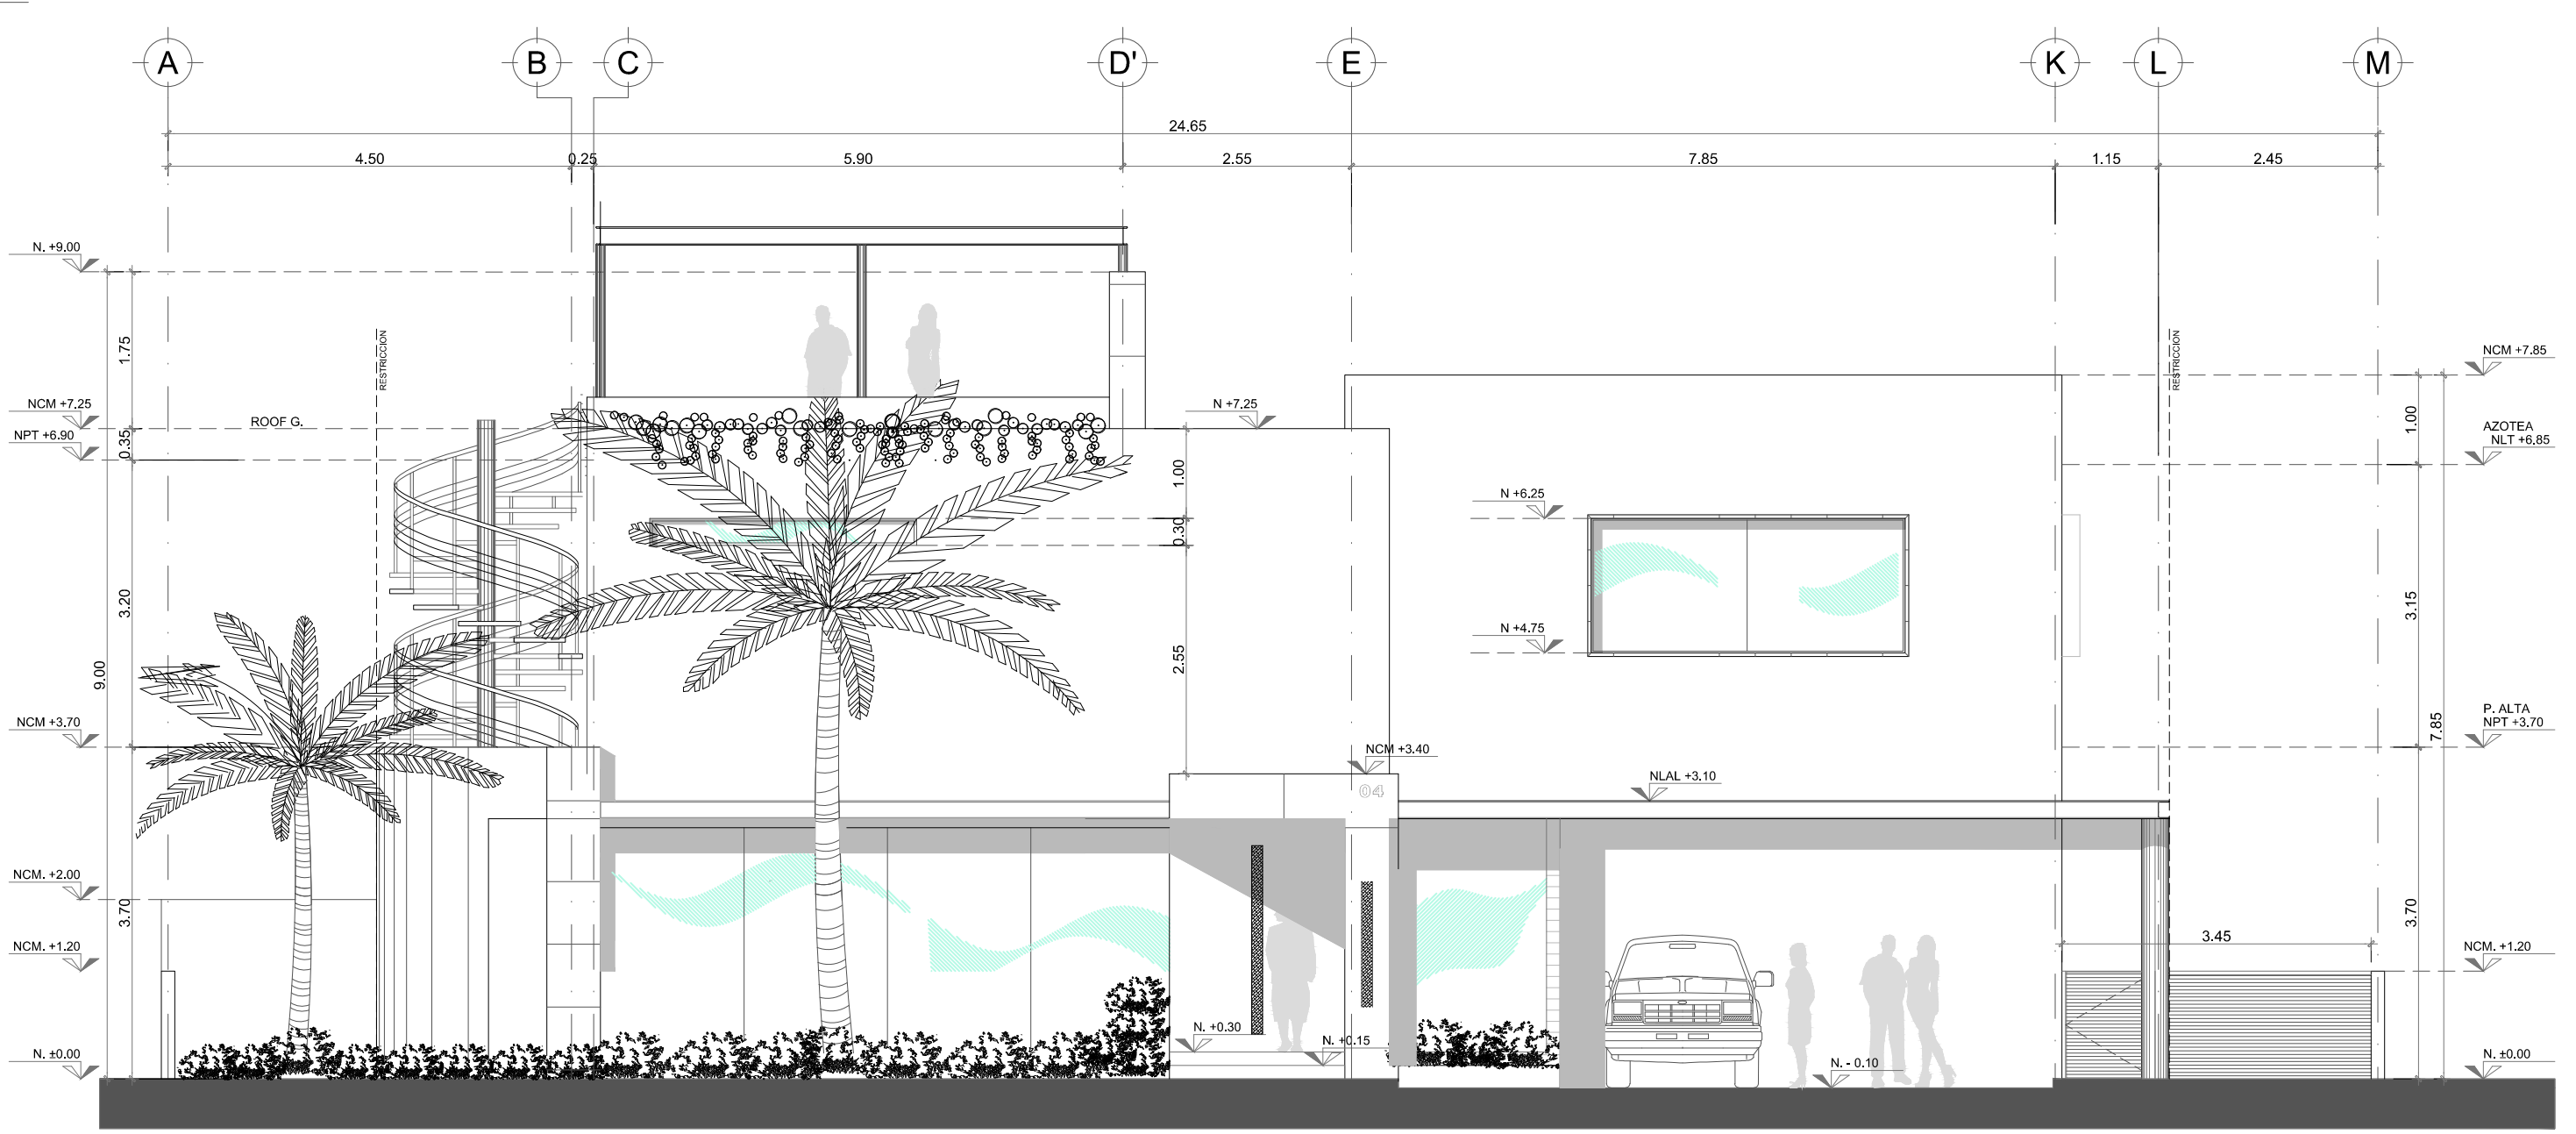 A
B
C
D'
E
K
L
M
24.65
4.50
0.25
5.90
2.55
7.85
1.15
2.45
N. +9.00
1.75
RESTRICCION
RESTRICCION
NCM +7.85
NCM +7.25
ROOF G.
N +7.25
NPT +6.90
0.35
1.00
1.00
AZOTEA
NLT +6.85
N +6.25
0.30
3.20
3.15
N +4.75
9.00
2.55
7.85
NCM +3.70
P. ALTA
NPT +3.70
NCM +3.40
NLAL +3.10
04
NCM. +2.00
3.70
3.70
3.45
NCM. +1.20
NCM. +1.20
N. +0.30
N. +0.15
N. ±0.00
N. - 0.10
N. ±0.00